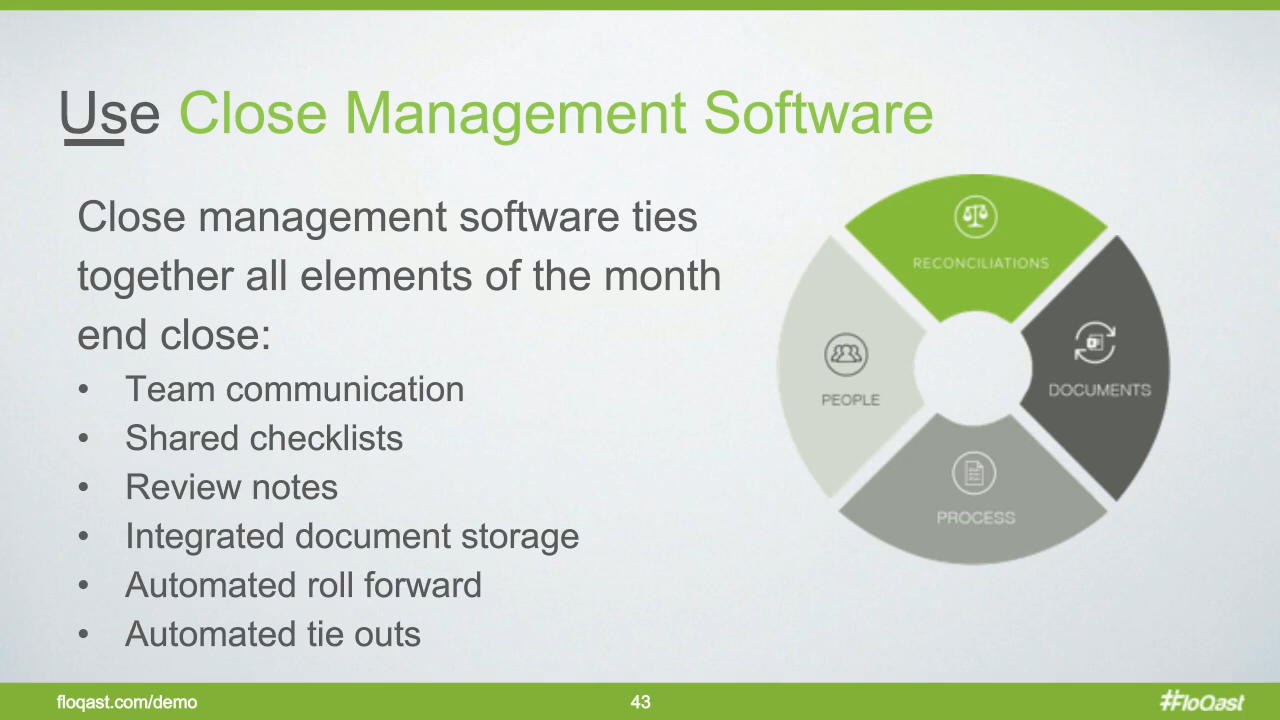 Use Close Management Software
Close management software ties
together all elements of the month
end close:
• Team communication
• Shared checklists
• Review notes
• Integrated document storage
• Automated roll forward
• Automated tie outs
RECONCILIATIONS
DOCUMENTS
PEOPLE
PROCESS
floqast.com/demo
43
#FloQast